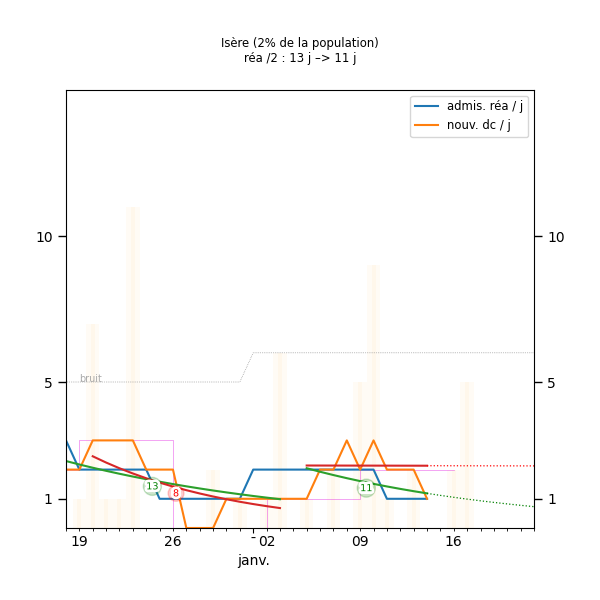 Isère (2% de la population)
réa /2 : 13 j –> 11 j
admis. réa / j
nouv. dc / j
10 10
bruit
5 5
13 8 11
1 1
19 26 - 02 09 16
janv.